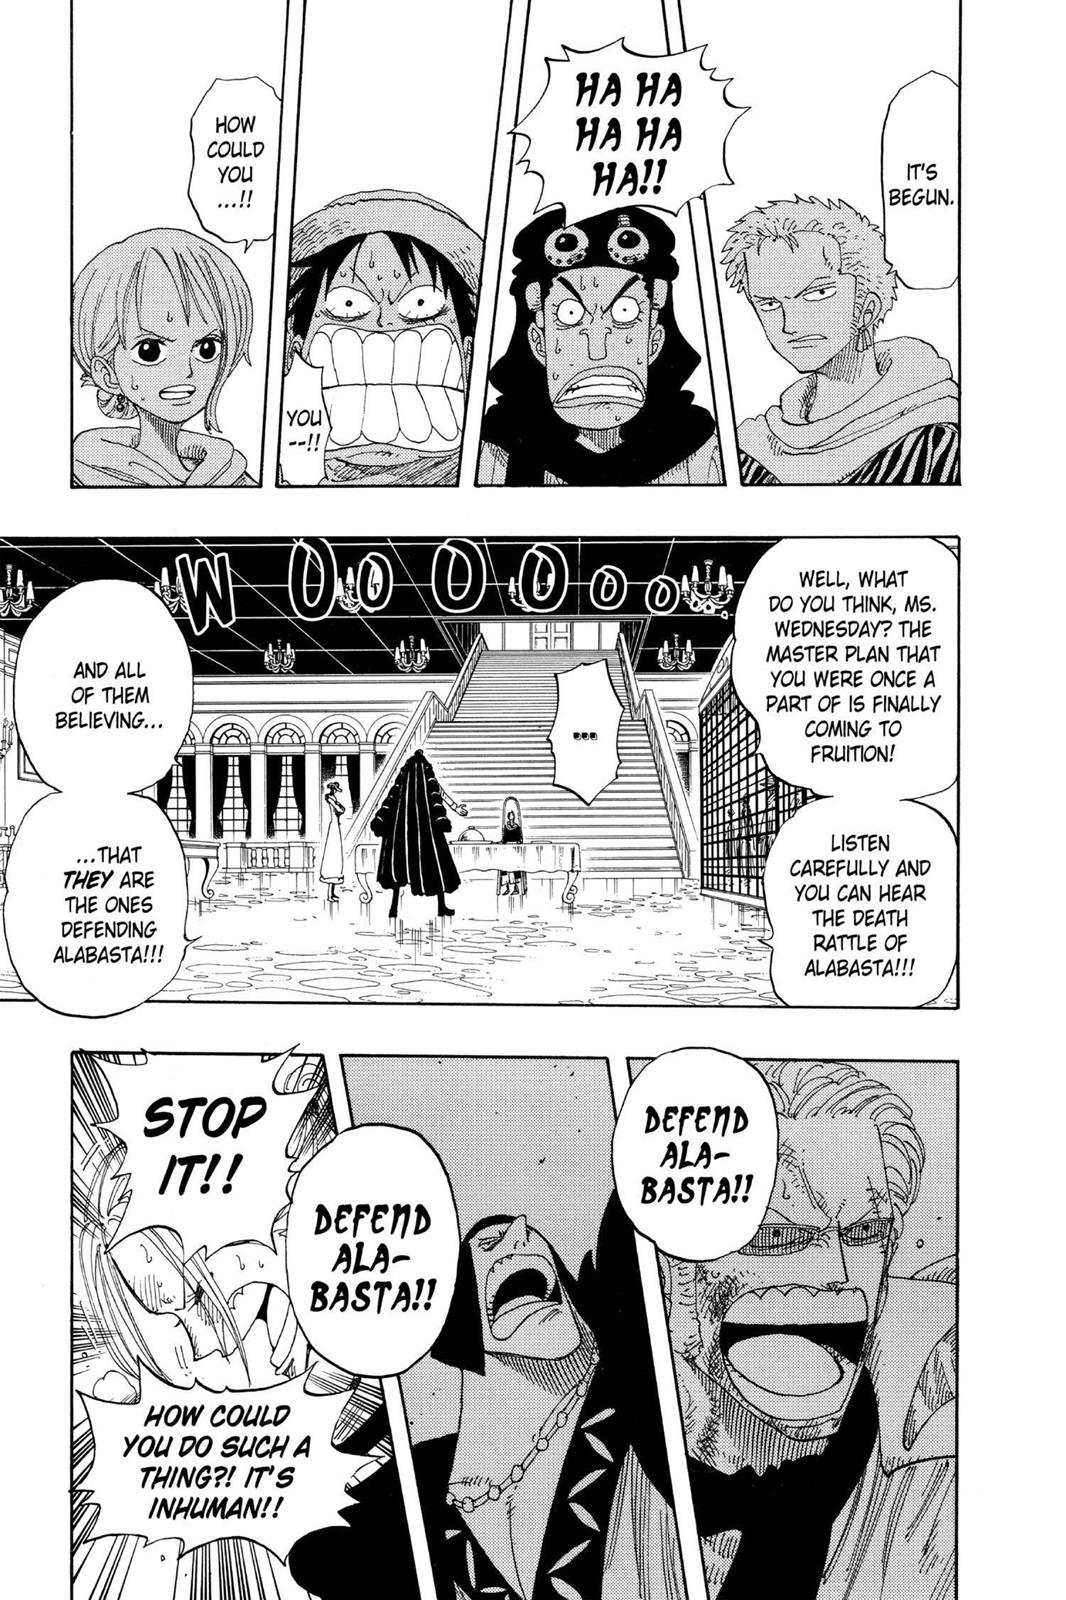 IT'S
BEGUN.
HA HA
HA HA
HA!!
YOU
--!!
HOW
COULD
YOU
...!!
WELL, WHAT
DO YOU THINK, MS.
WEDNESDAY? THE
MASTER PLAN THAT
YOU WERE ONCE A
PART OF IS FINALLY
COMING TO
FRUITION!
LISTEN
CAREFULLY AND
YOU CAN HEAR
THE DEATH
RATTLE OF
ALABASTA!!!
...
WOOOOOOO...
AND ALL
OF THEM
BELIEVING...
...THAT
THEY ARE
THE ONES
DEFENDING
ALABASTA!!!
DEFEND
ALA-
BASTA!!
DEFEND
ALA-
BASTA!!
STOP
IT!!
HOW COULD
YOU DO SUCH A
THING?! IT'S
INHUMAN!!